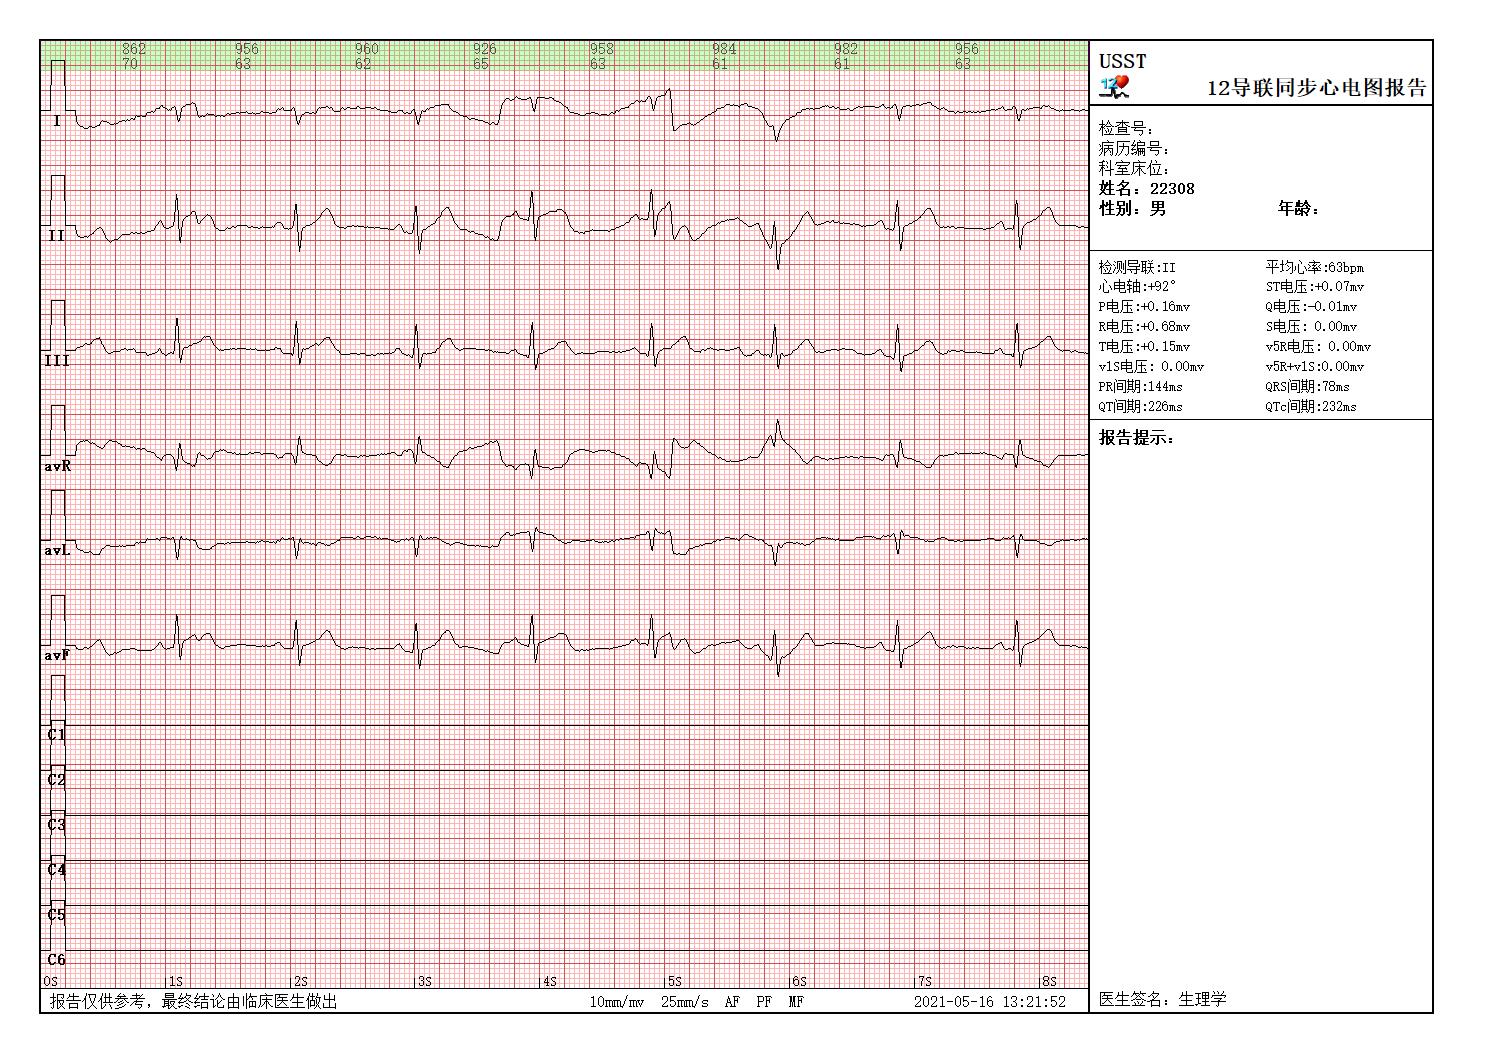 862 956 960 926 958 984 982 956
70 63 62 65 63 61 61 63
I
II
III
avR
avL
avF
C1
C2
C3
C4
C5
C6
0S 1S 2S 3S 4S 5S 6S 7S 8S
报告仅供参考，最终结论由临床医生做出 10mm/mv 25mm/s AF PF MF 2021-05-16 13:21:52
USST
12
12导联同步心电图报告
检查号：
病历编号：
科室床位：
姓名：22308
性别：男 年龄：
检测导联:II 平均心率:63bpm
心电轴:+92° ST电压:+0.07mv
P电压:+0.16mv Q电压:-0.01mv
R电压:+0.68mv S电压: 0.00mv
T电压:+0.15mv v5R电压: 0.00mv
v1S电压: 0.00mv v5R+v1S:0.00mv
PR间期:144ms QRS间期:78ms
QT间期:226ms QTc间期:232ms
报告提示：
医生签名：生理学